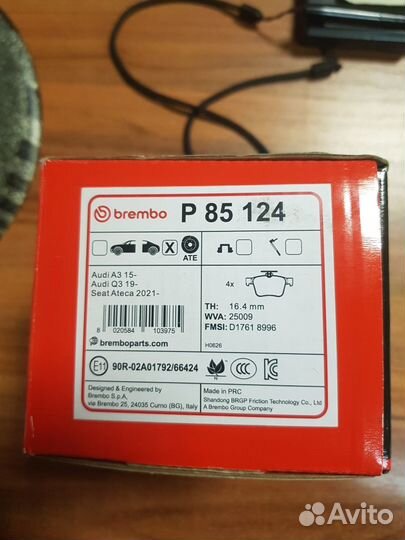 brembo P 85 124
ATE
Audi A3 15-
Audi Q3 19-
Seat Ateca 2021-
4x
8 020584 103975
TH: 16.4 mm
WVA: 25009
FMSI: D1761 8996
bremboparts.com
H0626
E11 90R-02A01792/66424
N
Designed & Engineered by
Brembo S.p.A,
via Brembo 25, 24035 Curno (BG), Italy
Made in PRC
Shandong BRGP Friction Technology Co., Ltd
A Brembo Group Company
Avito